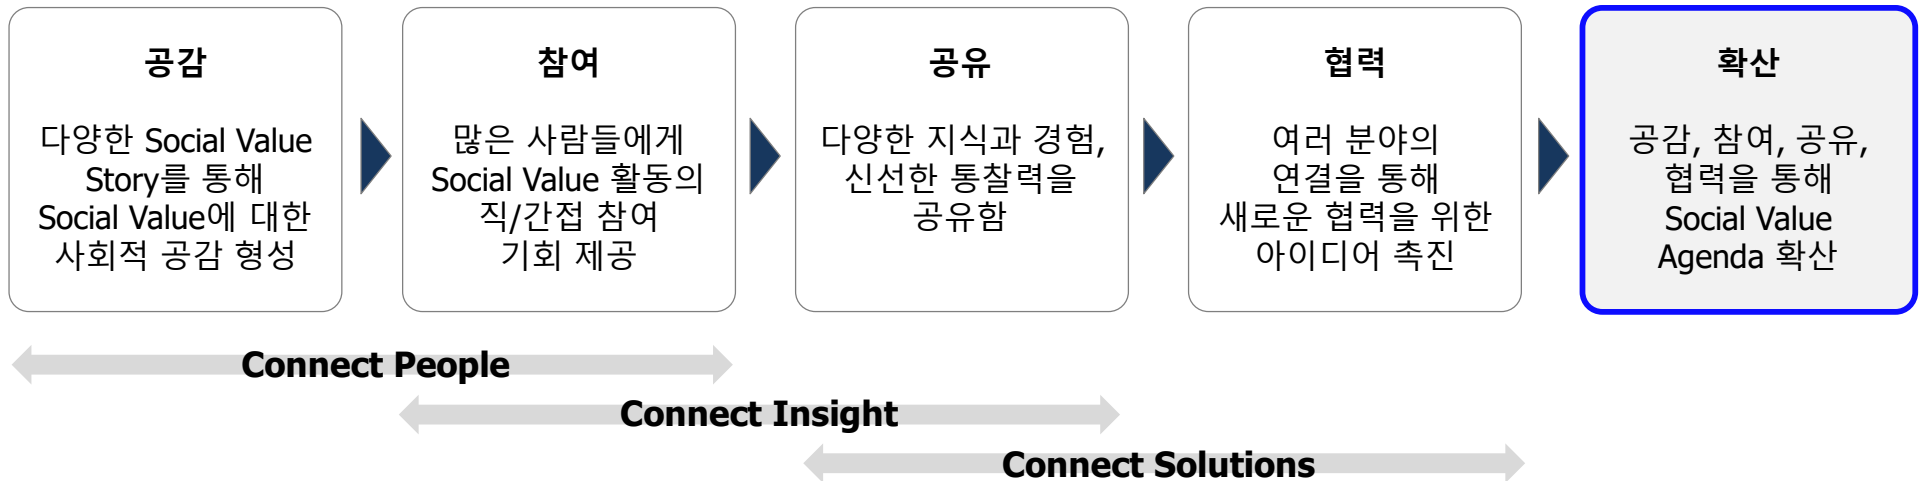 공감
다양한 Social Value
Story를 통해
Social Value에 대한
사회적 공감 형성
참여
많은 사람들에게
Social Value 활동의
직/간접 참여
기회 제공
공유
다양한 지식과 경험,
신선한 통찰력을
공유함
협력
여러 분야의
연결을 통해
새로운 협력을 위한
아이디어 촉진
확산
공감, 참여, 공유,
협력을 통해
Social Value
Agenda 확산
Connect People
Connect Insight
Connect Solutions